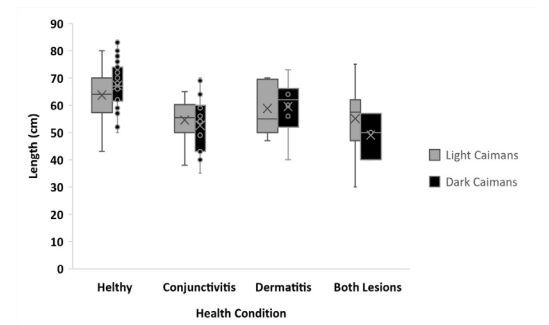 90
80
70
60
50
40
30
20
10
0
Length (cm)
Helthy Conjunctivitis Dermatitis Both Lesions
Health Condition
Light Caimans
Dark Caimans